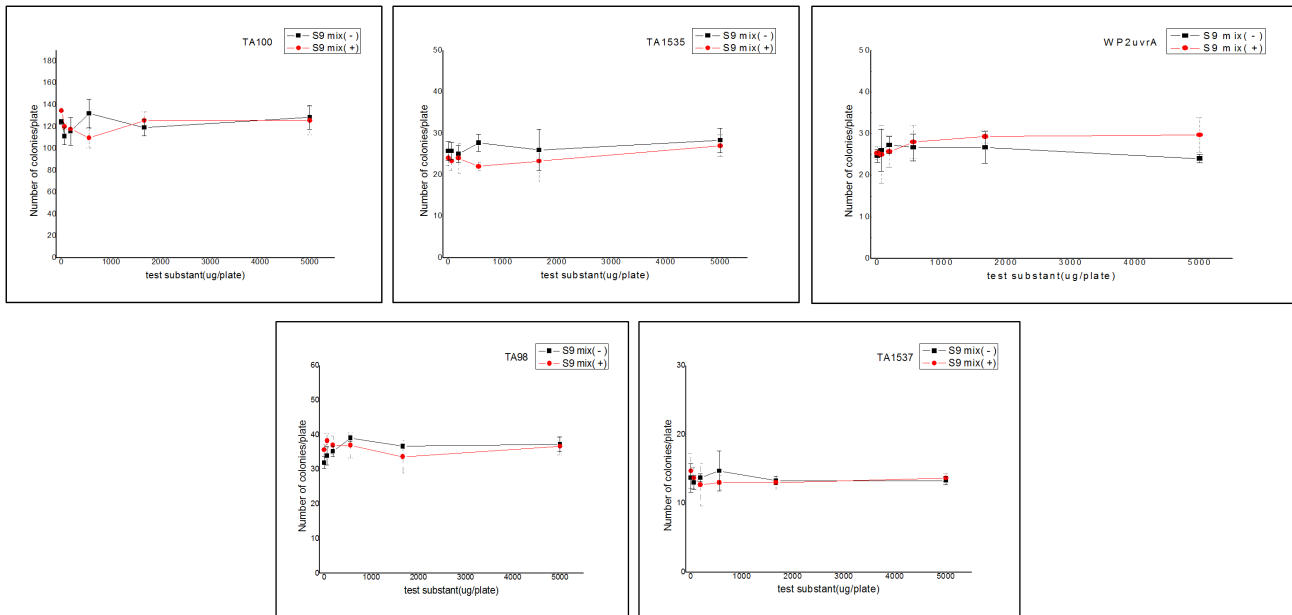 TA100
S9 mix( - )
S9 mix( + )
Number of colonies/plate
180
160
140
120
100
80
60
40
20
0
0 1000 2000 3000 4000 5000
test substant(ug/plate)
TA1535
S9 mix( - )
S9 mix( + )
Number of colonies/plate
50
40
30
20
10
0
0 1000 2000 3000 4000 5000
test substant(ug/plate)
WP2uvrA
S9 mix( - )
S9 mix( + )
Number of colonies/plate
50
40
30
20
10
0
0 1000 2000 3000 4000 5000
test substant(ug/plate)
TA98
S9 mix( - )
S9 mix( + )
Number of colonies/plate
60
50
40
30
20
10
0
0 1000 2000 3000 4000 5000
test substant(ug/plate)
TA1537
S9 mix( - )
S9 mix( + )
Number of colonies/plate
30
20
10
0
0 1000 2000 3000 4000 5000
test substant(ug/plate)